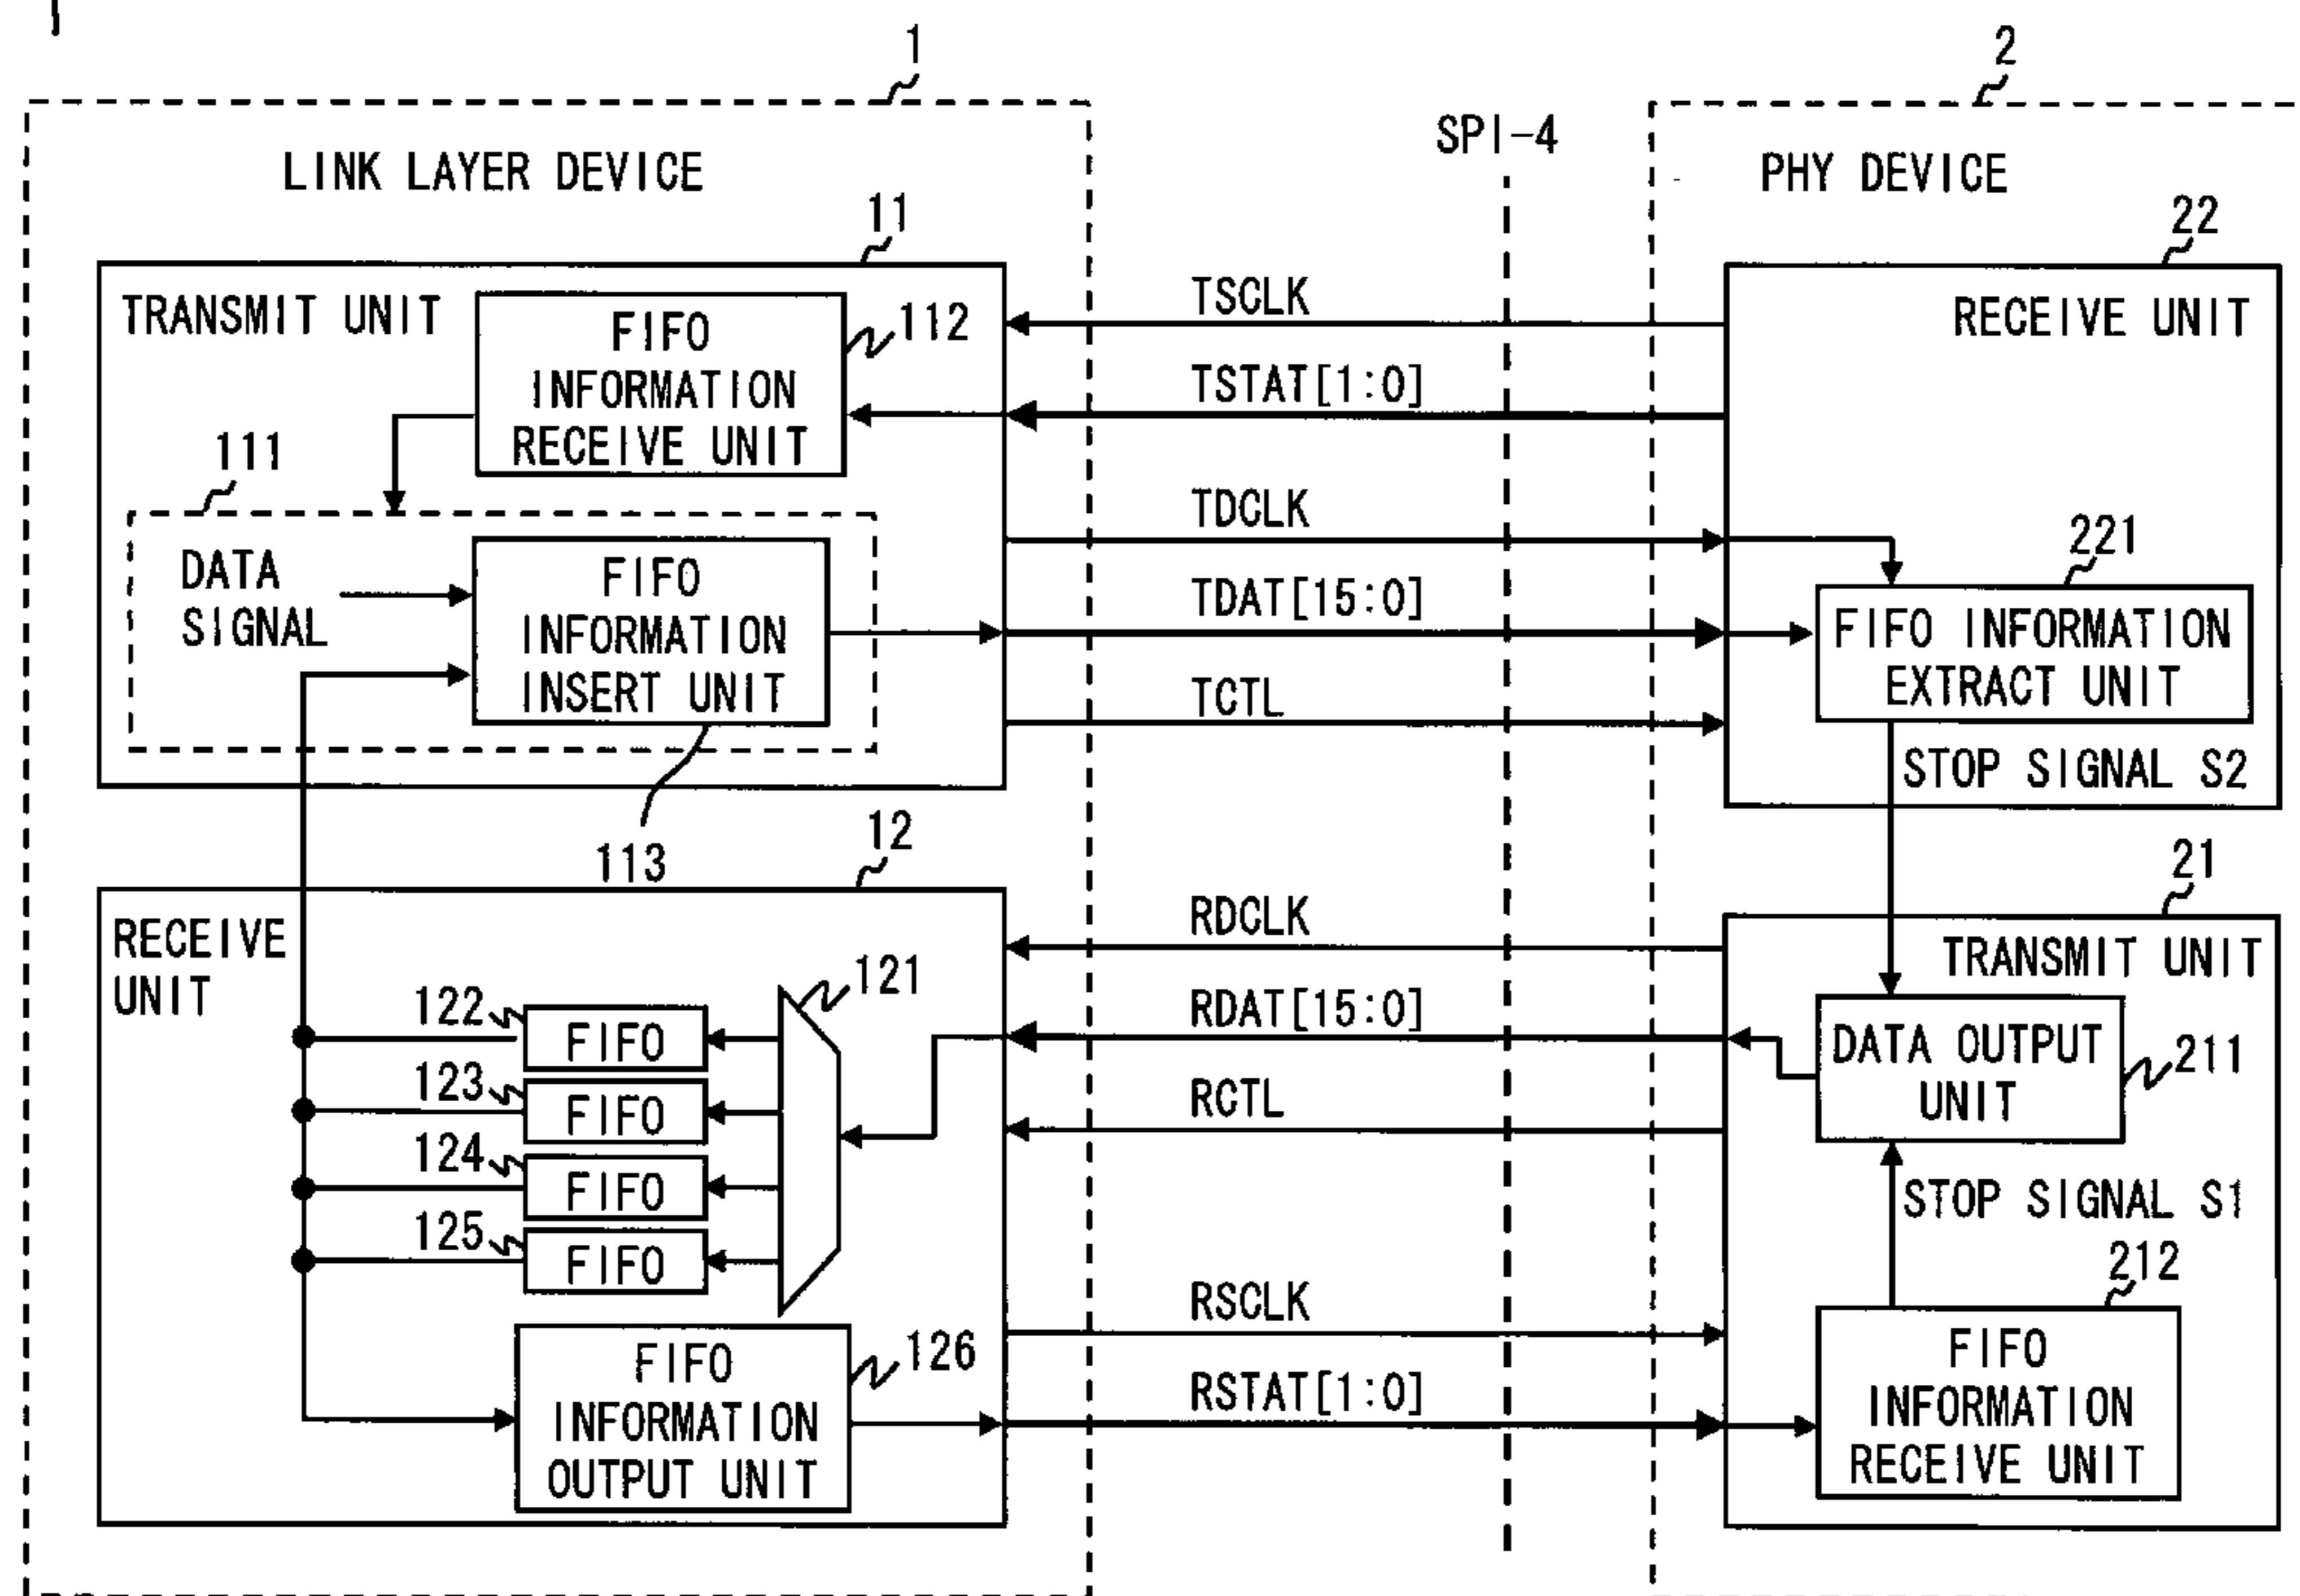 1
2
LINK LAYER DEVICE
SPI-4
PHY DEVICE
11
22
TRANSMIT UNIT
FIFO
INFORMATION
RECEIVE UNIT
112
TSCLK
RECEIVE UNIT
TSTAT[1:0]
111
DATA
SIGNAL
FIFO
INFORMATION
INSERT UNIT
TDCLK
221
TDAT[15:0]
FIFO INFORMATION
EXTRACT UNIT
TCTL
STOP SIGNAL S2
113
12
21
RECEIVE
UNIT
RDCLK
TRANSMIT UNIT
121
122
FIFO
RDAT[15:0]
DATA OUTPUT
UNIT
211
123
FIFO
RCTL
124
FIFO
STOP SIGNAL S1
125
FIFO
212
RSCLK
FIFO
INFORMATION
OUTPUT UNIT
126
RSTAT[1:0]
FIFO
INFORMATION
RECEIVE UNIT